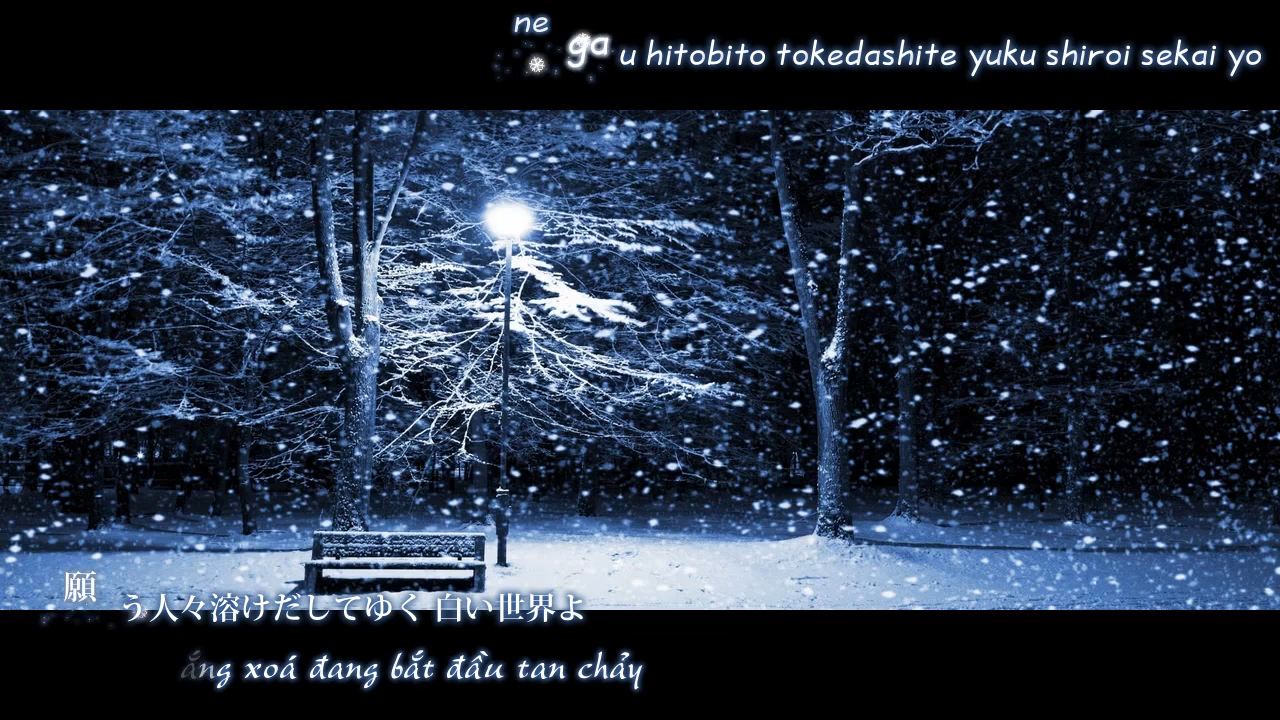 ne ga u hitobito tokedashite yuku shiroi sekai yo
願う人々溶けだしてゆく 白い世界よ
ắng xoá đang bắt đầu tan chảy